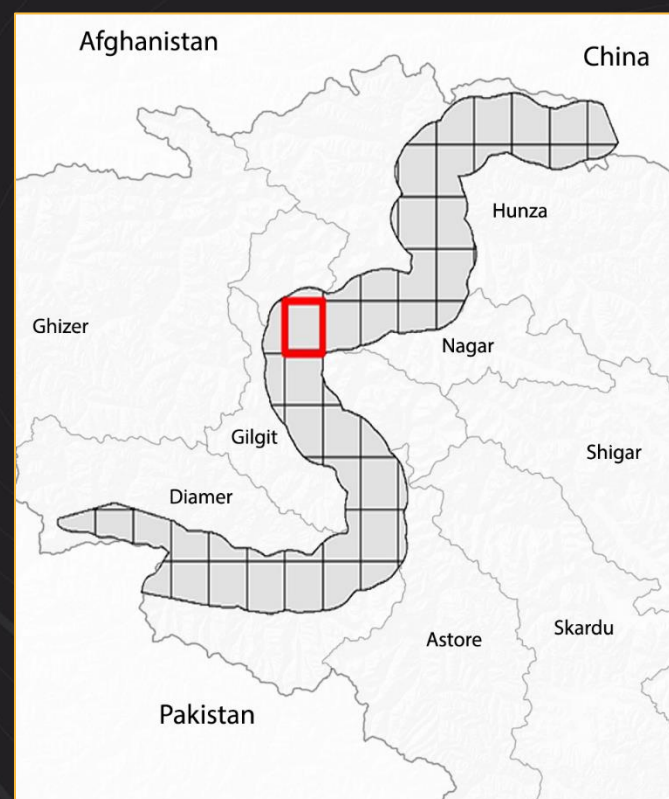 Afghanistan
China
Hunza
Ghizer
Nagar
Gilgit
Shigar
Diamer
Skardu
Astore
Pakistan